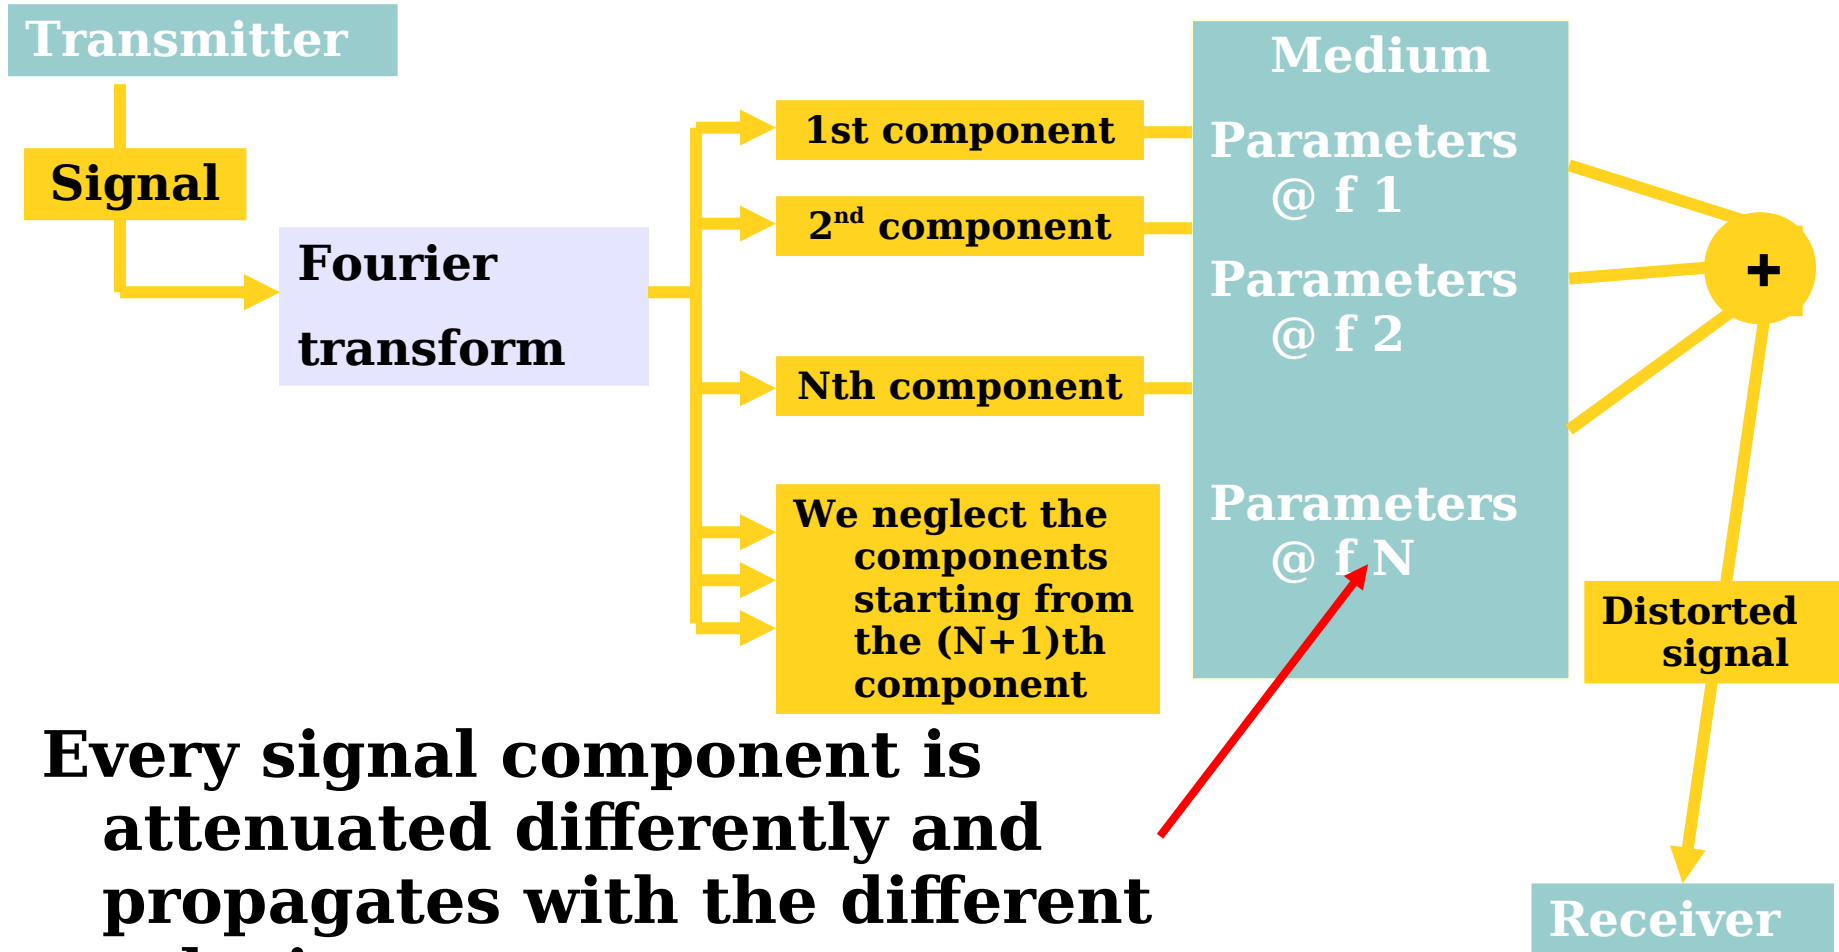 Transmitter
Signal
Fourier
transform
1st component
2nd component
Nth component
We neglect the
components
starting from
the (N+1)th
component
Medium
Parameters
@ f 1
Parameters
@ f 2
Parameters
@ f N
+
Distorted
signal
Receiver
Every signal component is
attenuated differently and
propagates with the different